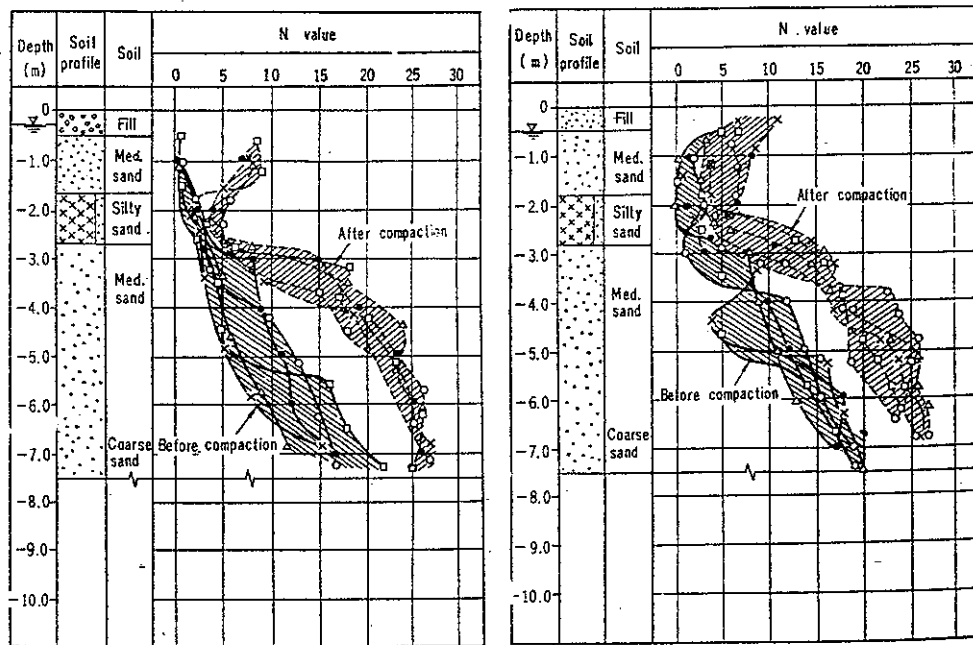 Depth (m) Soil profile Soil N value
0 5 10 15 20 25 30
0
Fill
-1.0
Med. sand
-2.0
Silty sand
After compaction
-3.0
Med. sand
-4.0
-5.0
-6.0
Coarse sand
Before compaction
-7.0
-8.0
-9.0
-10.0
Depth (m) Soil profile Soil N . value
0 5 10 15 20 25 30
0
Fill
-1.0
Med. sand
After compaction
-2.0
Silty sand
-3.0
Med. sand
-4.0
-5.0
Before compaction
-6.0
Coarse sand
-7.0
-8.0
-9.0
-10.0